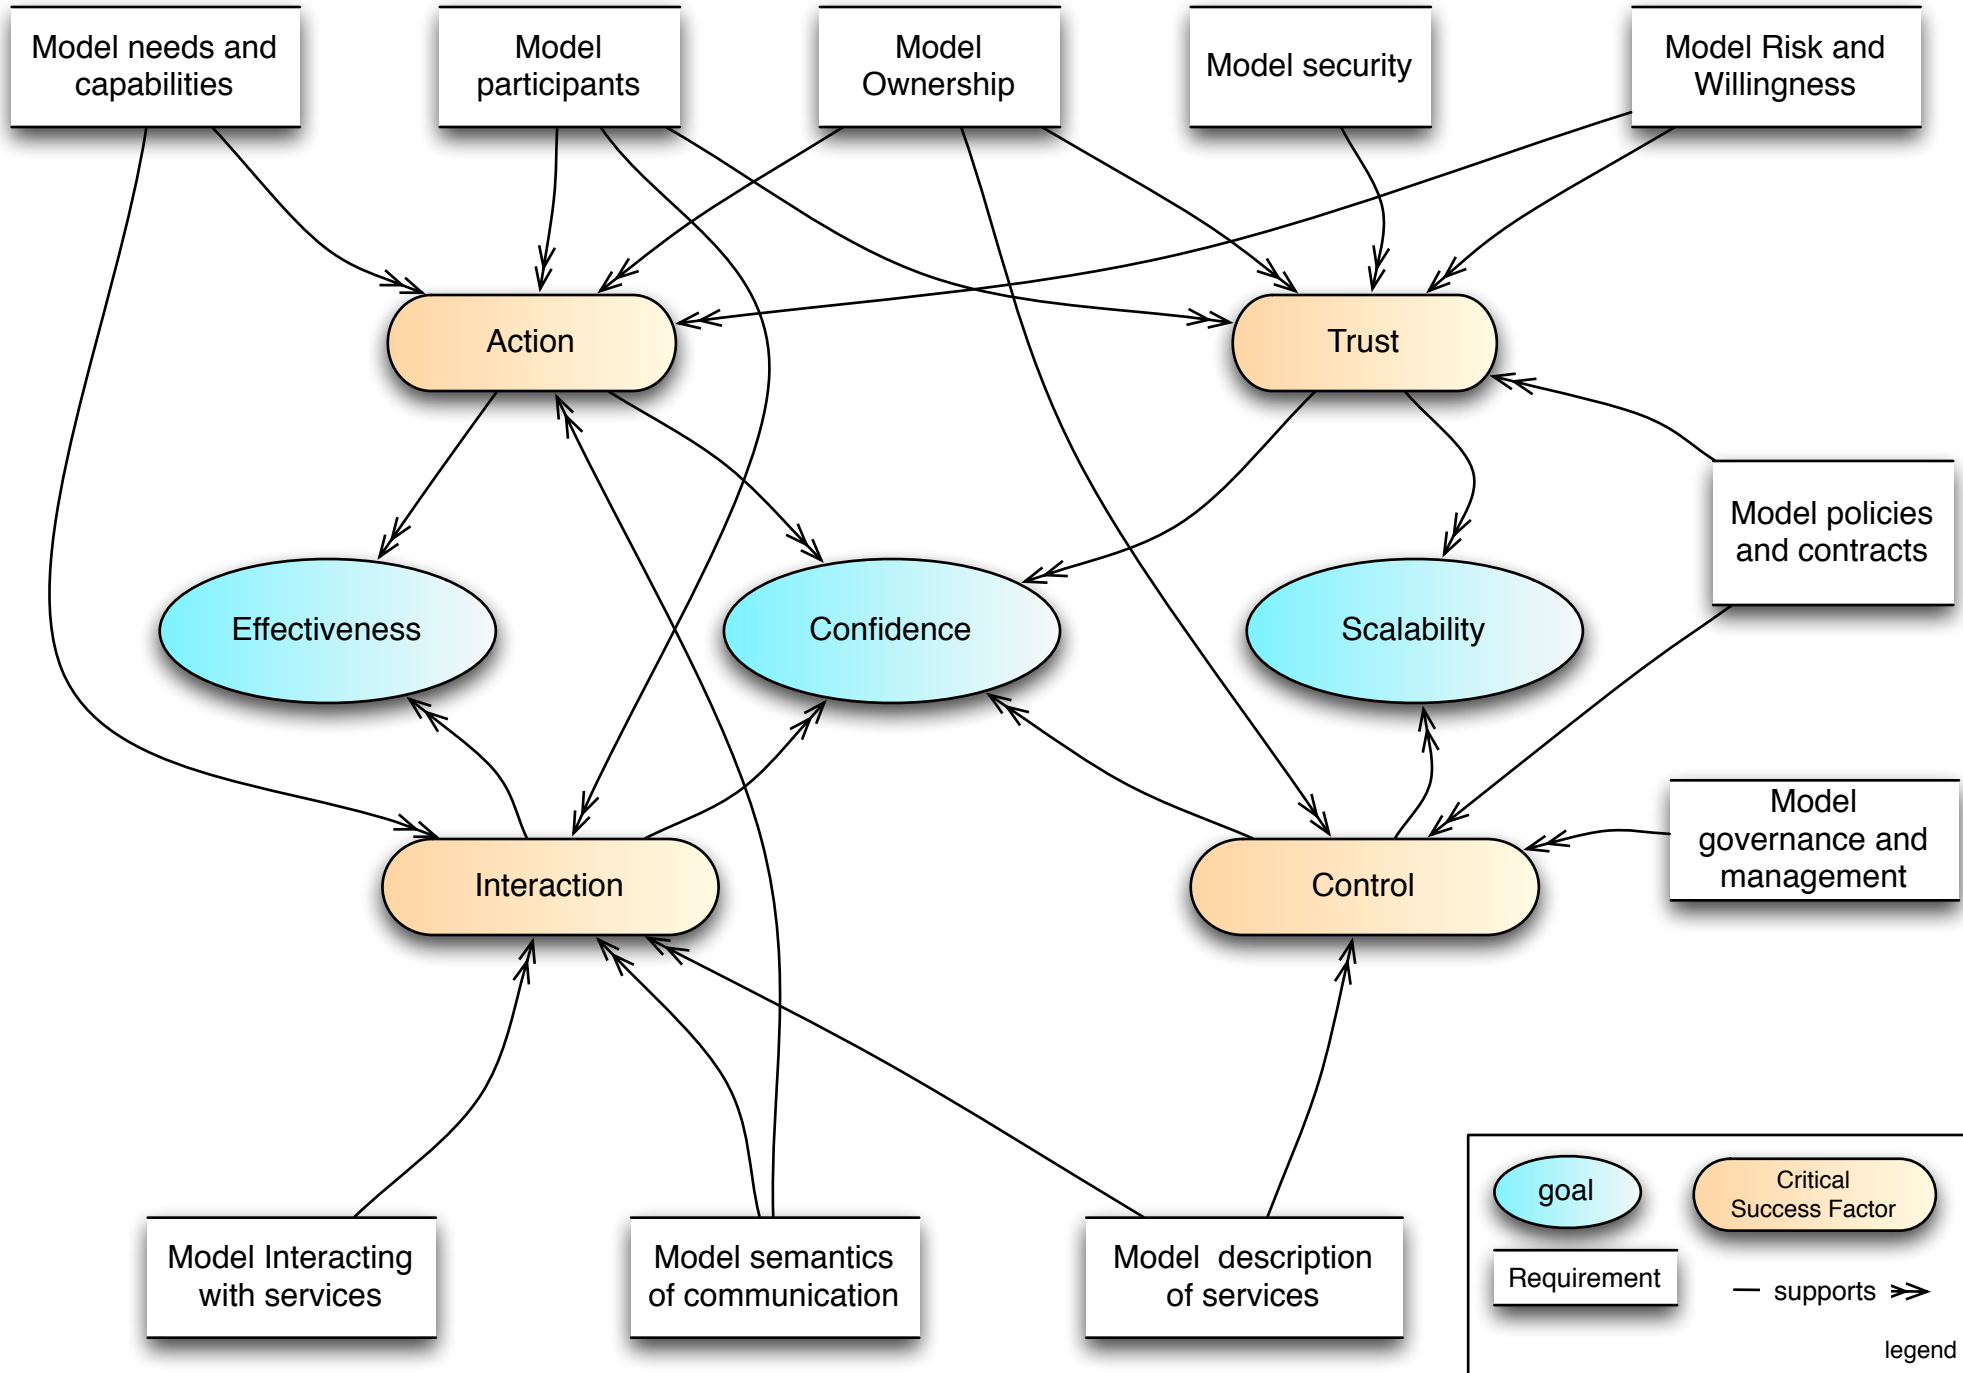 Model needs and
capabilities
Model
participants
Model
Ownership
Model security
Model Risk and
Willingness
Action
Trust
Model policies
and contracts
Effectiveness
Confidence
Scalability
Model
governance and
management
Interaction
Control
Model Interacting
with services
Model semantics
of communication
Model description
of services
goal
Critical
Success Factor
Requirement
supports
legend